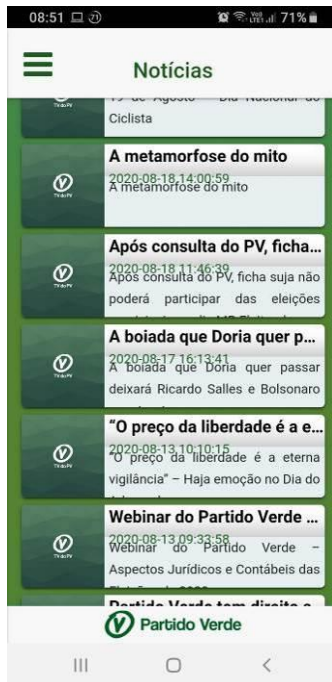 08:51 71%
Notícias
19 de Agosto – Dia Nacional do
Ciclista
A metamorfose do mito
2020-08-18 14:00:59
A metamorfose do mito
Após consulta do PV, ficha...
2020-08-18 11:46:39
Após consulta do PV, ficha suja não
poderá participar das eleições
A boiada que Doria quer p...
2020-08-17 16:13:41
A boiada que Doria quer passar
deixará Ricardo Salles e Bolsonaro
“O preço da liberdade é a e...
2020-08-13 10:10:15
“O preço da liberdade é a eterna
vigilância” – Haja emoção no Dia do
Webinar do Partido Verde ...
2020-08-13 09:33:58
Webinar do Partido Verde –
Aspectos Jurídicos e Contábeis das
Partido Verde tem direito a
Partido Verde